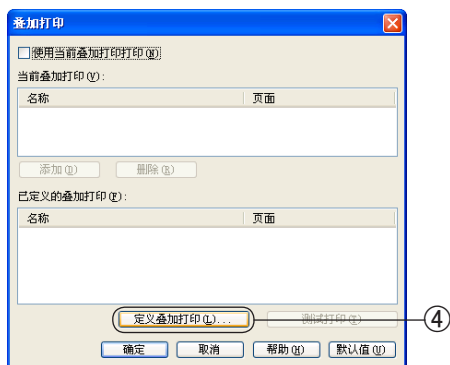 叠加打印
使用当前叠加打印打印(N)
当前叠加打印(V):
名称 页面
添加(D) 删除(R)
已定义的叠加打印(F):
名称 页面
定义叠加打印(L)... 测试打印(T) ④
确定 取消 帮助(H) 默认值(U)